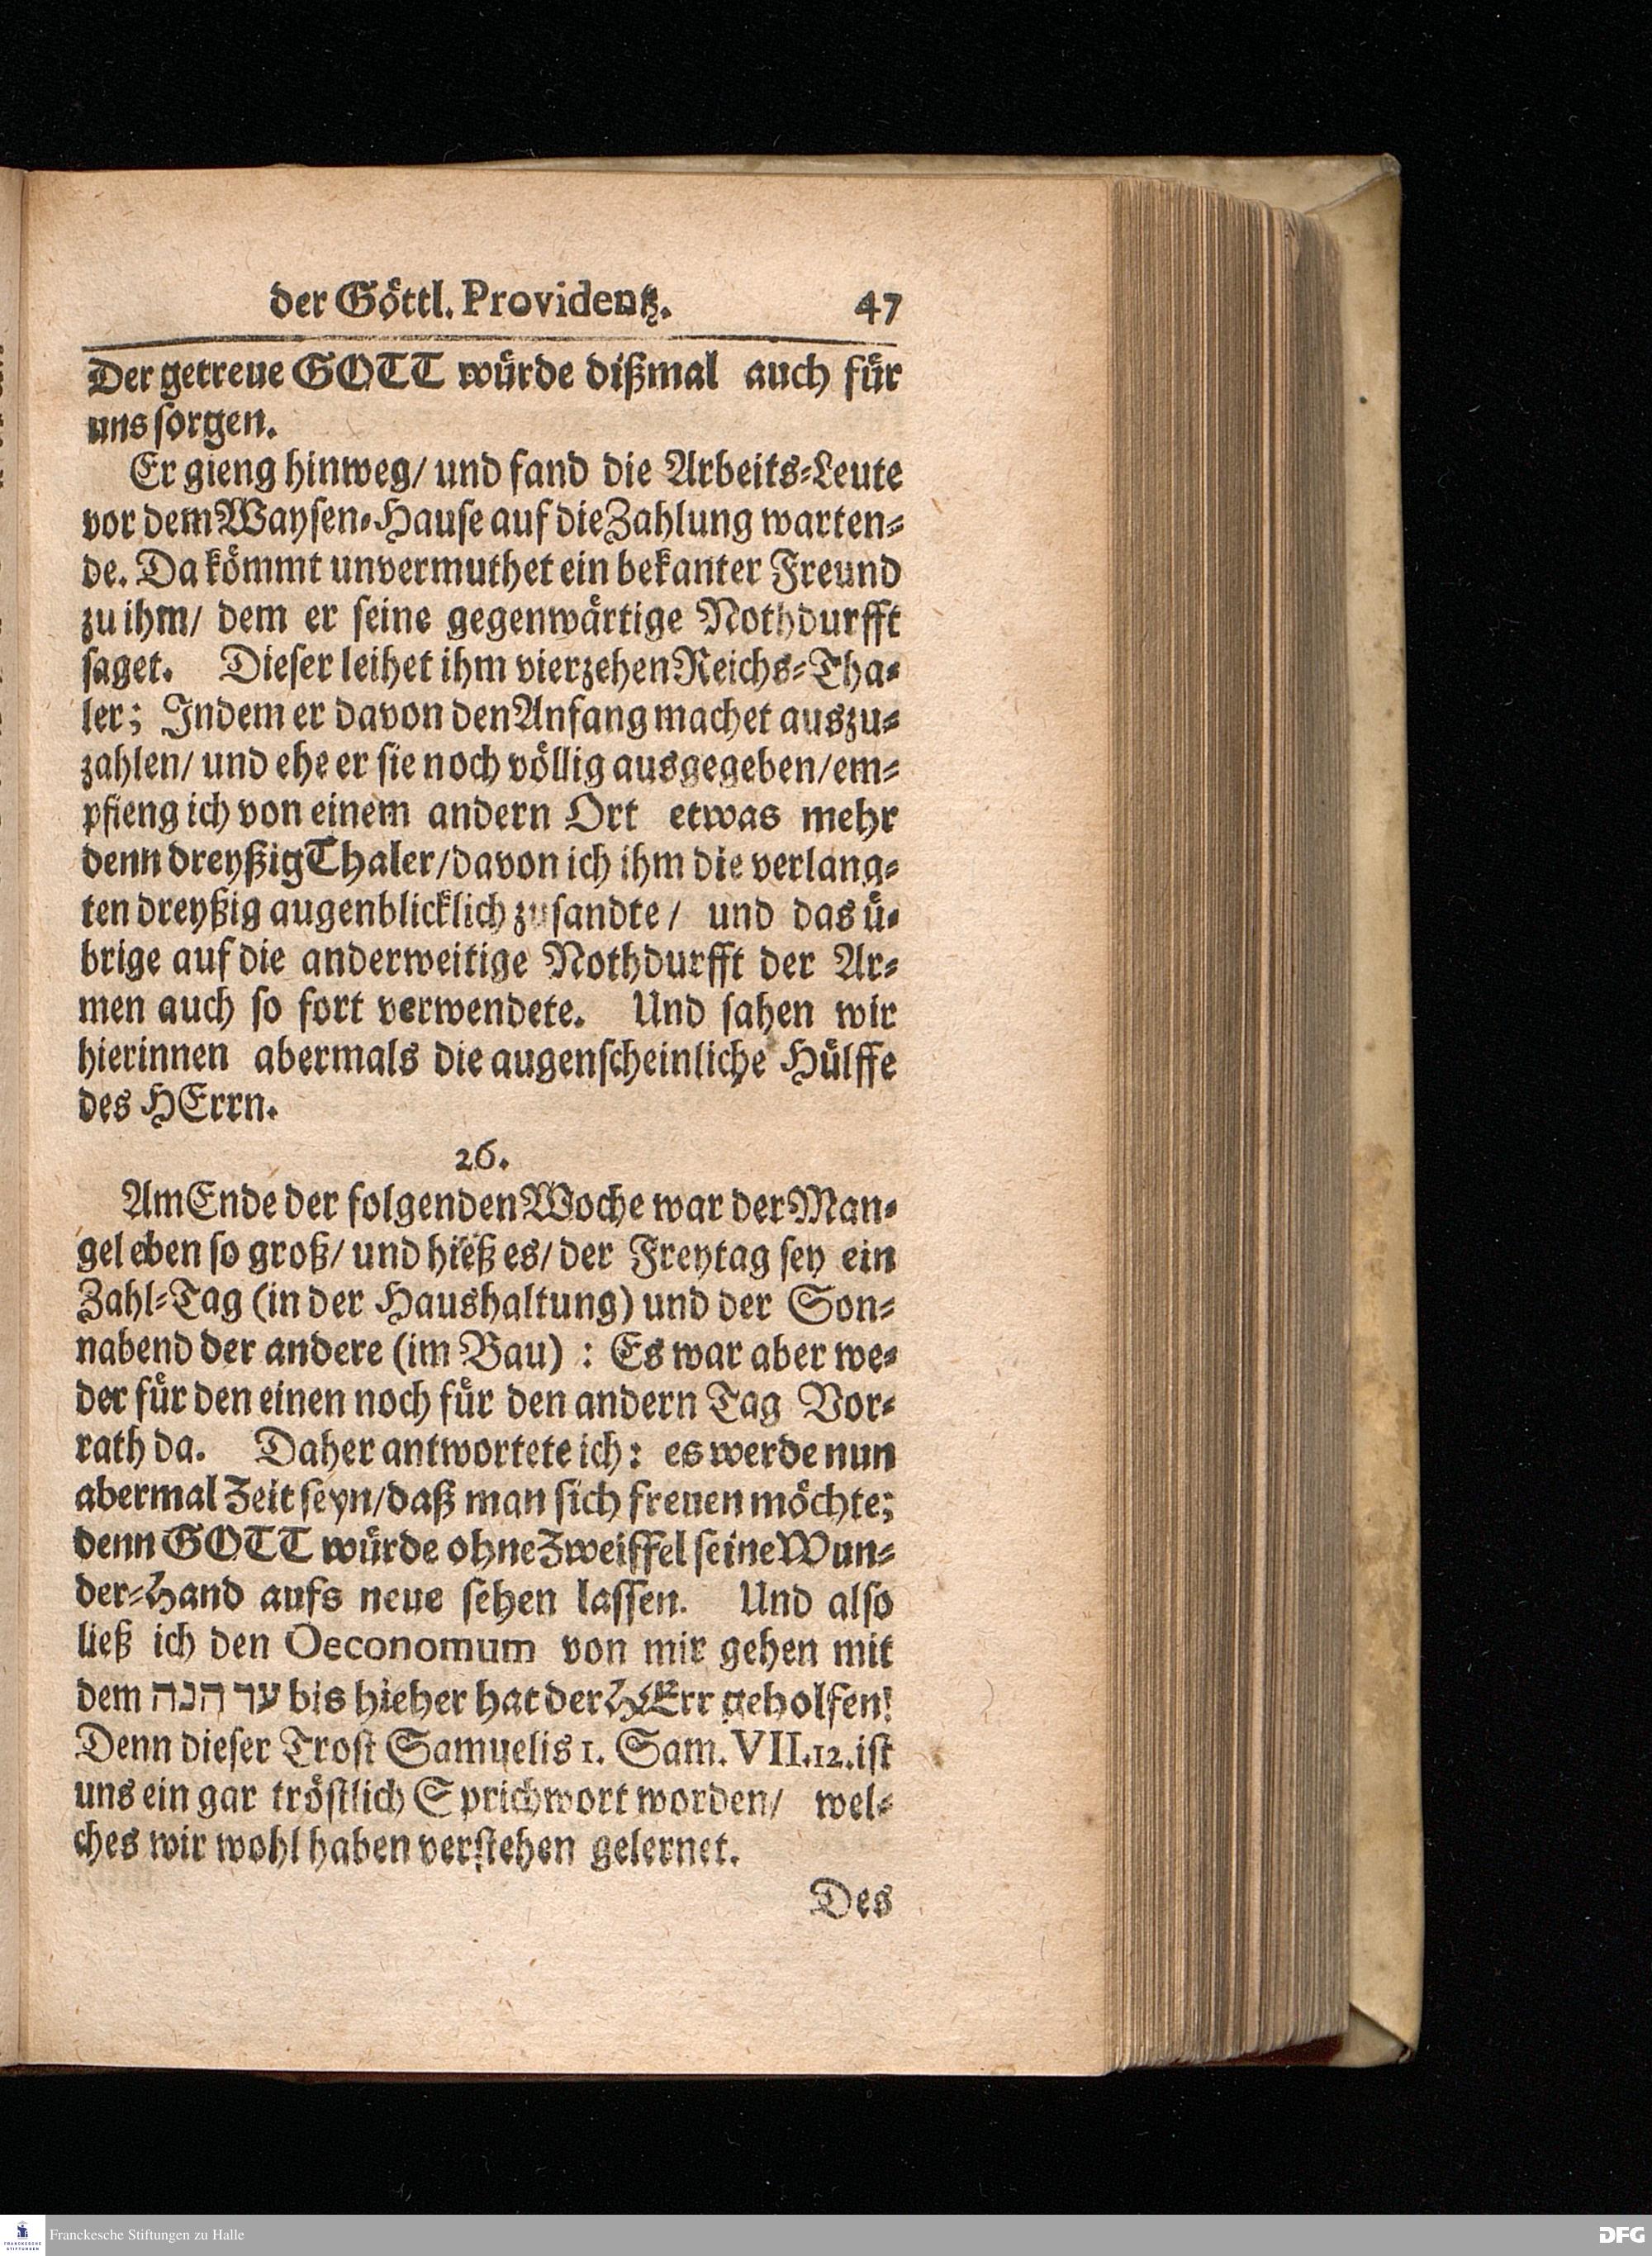 der Göttl. Providentz. 47
Der getreue GOTT würde dißmal auch für
uns sorgen.
Er gieng hinweg/ und fand die Arbeits-Leute
vor dem Waysen-Hause auf die Zahlung warten-
de. Da kömmt unvermuthet ein bekanter Freund
zu ihm/ dem er seine gegenwärtige Nothdurfft
saget. Dieser leihet ihm vierzehen Reichs-Tha-
ler; Indem er davon den Anfang machet auszu-
zahlen/ und ehe er sie noch völlig ausgegeben/ em-
pfieng ich von einem andern Ort etwas mehr
denn dreyßig Thaler/ davon ich ihm die verlang-
ten dreyßig augenblicklich zusandte/ und das ü-
brige auf die anderweitige Nothdurfft der Ar-
men auch so fort verwendete. Und sahen wir
hierinnen abermals die augenscheinliche Hülffe
des HErrn.
26.
Am Ende der folgenden Woche war der Man-
gel eben so groß/ und hieß es/ der Freytag sey ein
Zahl-Tag (in der Haushaltung) und der Son-
nabend der andere (im Bau) : Es war aber we-
der für den einen noch für den andern Tag Vor-
rath da. Daher antwortete ich: es werde nun
abermal Zeit seyn/ daß man sich freuen möchte;
denn GOTT würde ohne Zweiffel seine Wun-
der-Hand aufs neue sehen lassen. Und also
ließ ich den Oeconomum von mir gehen mit
dem עד הנה bis hieher hat der HErr geholfen!
Denn dieser Trost Samuelis 1. Sam. VII.12. ist
uns ein gar tröstlich Sprichwort worden/ wel-
ches wir wohl haben verstehen gelernet.
Des
FRANCKESCHE STIFTUNGEN
Franckesche Stiftungen zu Halle
DFG